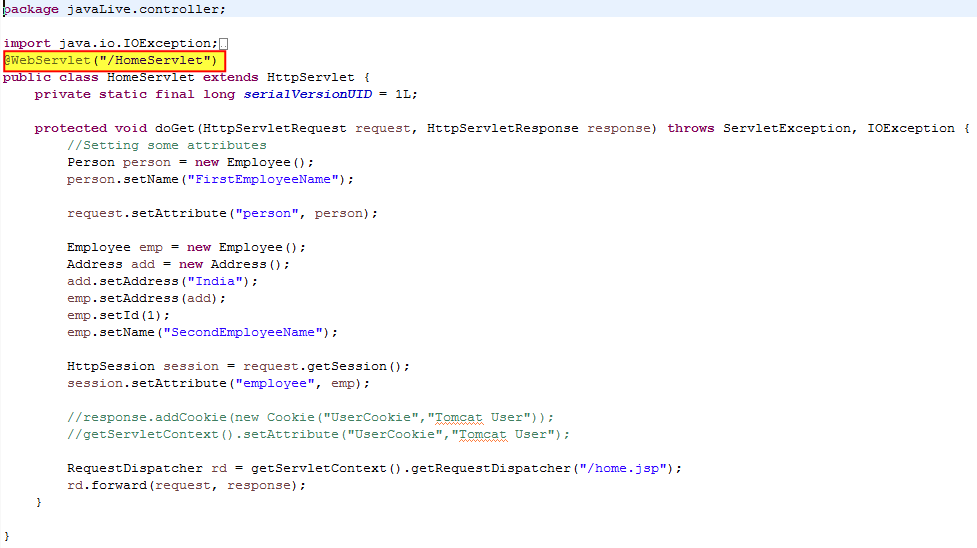 package javaLive.controller;
import java.io.IOException;
@WebServlet("/HomeServlet")
public class HomeServlet extends HttpServlet {
private static final long serialVersionUID = 1L;
protected void doGet(HttpServletRequest request, HttpServletResponse response) throws ServletException, IOException {
//Setting some attributes
Person person = new Employee();
person.setName("FirstEmployeeName");
request.setAttribute("person", person);
Employee emp = new Employee();
Address add = new Address();
add.setAddress("India");
emp.setAddress(add);
emp.setId(1);
emp.setName("SecondEmployeeName");
HttpSession session = request.getSession();
session.setAttribute("employee", emp);
//response.addCookie(new Cookie("UserCookie","Tomcat User"));
//getServletContext().setAttribute("UserCookie","Tomcat User");
RequestDispatcher rd = getServletContext().getRequestDispatcher("/home.jsp");
rd.forward(request, response);
}
}